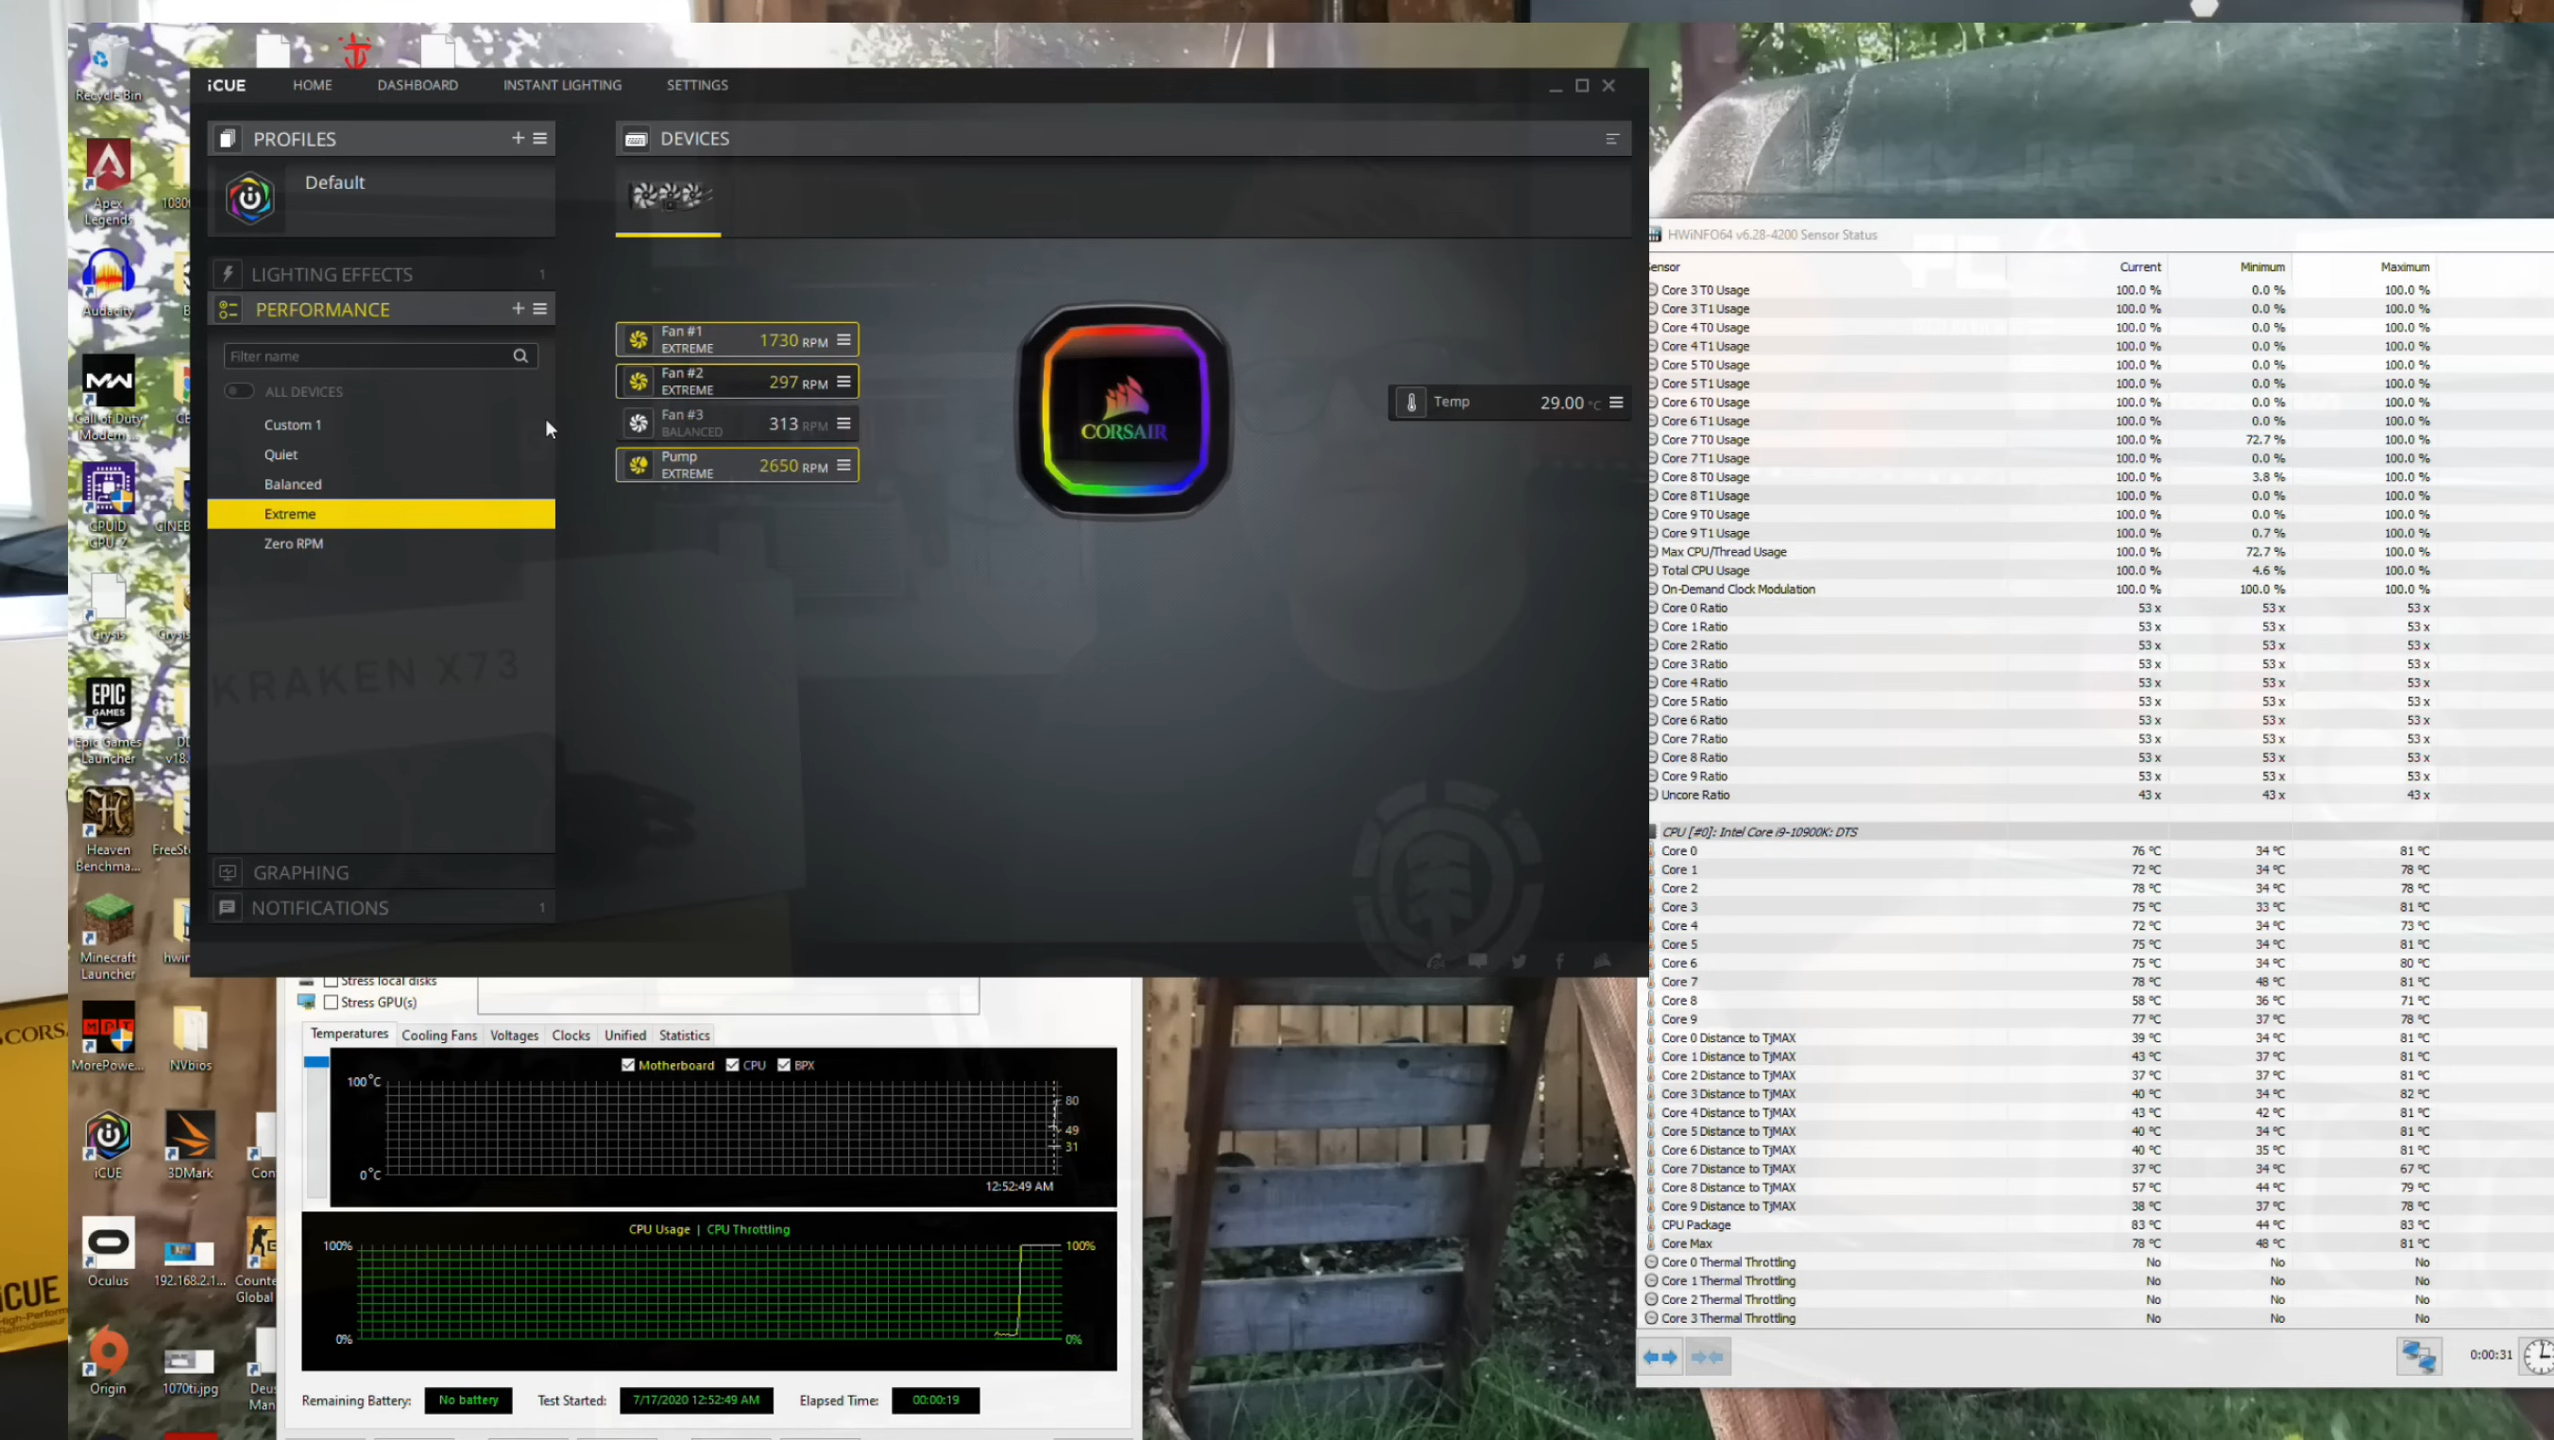 iCUE HOME DASHBOARD INSTANT LIGHTING SETTINGS
PROFILES
Default
LIGHTING EFFECTS 1
PERFORMANCE
Filter name
ALL DEVICES
Custom 1
Quiet
Balanced
Extreme
Zero RPM
KRAKEN X73
GRAPHING
NOTIFICATIONS 1
DEVICES
Fan #1
EXTREME 1730 RPM
Fan #2
EXTREME 297 RPM
Fan #3
BALANCED 313 RPM
Pump
EXTREME 2650 RPM
CORSAIR
Temp 29.00 °C
Recycle Bin
Apex
Legends
Audacity
Call of Duty
Modern...
CPUID
CPU-Z
Crysis
Epic Games
Launcher
Heaven
Benchma...
Minecraft
Launcher
MorePowe...
NVbios
iCUE
3DMark
Oculus
192.168.2.1...
Counte
Global
Origin
1070ti.jpg
Deus
Man
EPIC
GAMES
MPT
iCUE
Stress local disks
Stress GPU(s)
Temperatures Cooling Fans Voltages Clocks Unified Statistics
Motherboard CPU BPX
100°C
80
49
31
0°C
12:52:49 AM
CPU Usage | CPU Throttling
100% 100%
0% 0%
Remaining Battery: No battery Test Started: 7/17/2020 12:52:49 AM Elapsed Time: 00:00:19
HWiNFO64 v6.28-4200 Sensor Status
Current Minimum Maximum
Core 3 T0 Usage 100.0 % 0.0 % 100.0 %
Core 3 T1 Usage 100.0 % 0.0 % 100.0 %
Core 4 T0 Usage 100.0 % 0.0 % 100.0 %
Core 4 T1 Usage 100.0 % 0.0 % 100.0 %
Core 5 T0 Usage 100.0 % 0.0 % 100.0 %
Core 5 T1 Usage 100.0 % 0.0 % 100.0 %
Core 6 T0 Usage 100.0 % 0.0 % 100.0 %
Core 6 T1 Usage 100.0 % 0.0 % 100.0 %
Core 7 T0 Usage 100.0 % 72.7 % 100.0 %
Core 7 T1 Usage 100.0 % 0.0 % 100.0 %
Core 8 T0 Usage 100.0 % 3.8 % 100.0 %
Core 8 T1 Usage 100.0 % 0.0 % 100.0 %
Core 9 T0 Usage 100.0 % 0.0 % 100.0 %
Core 9 T1 Usage 100.0 % 0.7 % 100.0 %
Max CPU/Thread Usage 100.0 % 72.7 % 100.0 %
Total CPU Usage 100.0 % 4.6 % 100.0 %
On-Demand Clock Modulation 100.0 % 100.0 % 100.0 %
Core 0 Ratio 53 x 53 x 53 x
Core 1 Ratio 53 x 53 x 53 x
Core 2 Ratio 53 x 53 x 53 x
Core 3 Ratio 53 x 53 x 53 x
Core 4 Ratio 53 x 53 x 53 x
Core 5 Ratio 53 x 53 x 53 x
Core 6 Ratio 53 x 53 x 53 x
Core 7 Ratio 53 x 53 x 53 x
Core 8 Ratio 53 x 53 x 53 x
Core 9 Ratio 53 x 53 x 53 x
Uncore Ratio 43 x 43 x 43 x
CPU [#0]: Intel Core i9-10900K: DTS
Core 0 76 °C 34 °C 81 °C
Core 1 72 °C 34 °C 78 °C
Core 2 78 °C 34 °C 78 °C
Core 3 75 °C 33 °C 81 °C
Core 4 72 °C 34 °C 73 °C
Core 5 75 °C 34 °C 81 °C
Core 6 75 °C 34 °C 80 °C
Core 7 78 °C 48 °C 81 °C
Core 8 58 °C 36 °C 71 °C
Core 9 77 °C 37 °C 78 °C
Core 0 Distance to TjMAX 39 °C 34 °C 81 °C
Core 1 Distance to TjMAX 43 °C 37 °C 81 °C
Core 2 Distance to TjMAX 37 °C 37 °C 81 °C
Core 3 Distance to TjMAX 40 °C 34 °C 82 °C
Core 4 Distance to TjMAX 43 °C 42 °C 81 °C
Core 5 Distance to TjMAX 40 °C 34 °C 81 °C
Core 6 Distance to TjMAX 40 °C 35 °C 81 °C
Core 7 Distance to TjMAX 37 °C 34 °C 67 °C
Core 8 Distance to TjMAX 57 °C 44 °C 79 °C
Core 9 Distance to TjMAX 38 °C 37 °C 78 °C
CPU Package 83 °C 44 °C 83 °C
Core Max 78 °C 48 °C 81 °C
Core 0 Thermal Throttling No No No
Core 1 Thermal Throttling No No No
Core 2 Thermal Throttling No No No
Core 3 Thermal Throttling No No No
0:00:31